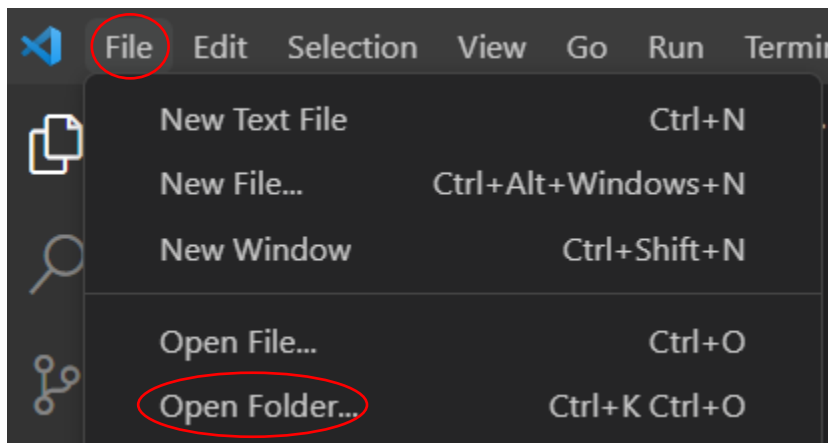 File Edit Selection View Go Run
New Text File Ctrl+N
New File... Ctrl+Alt+Windows+N
New Window Ctrl+Shift+N
Open File... Ctrl+O
Open Folder... Ctrl+K Ctrl+O